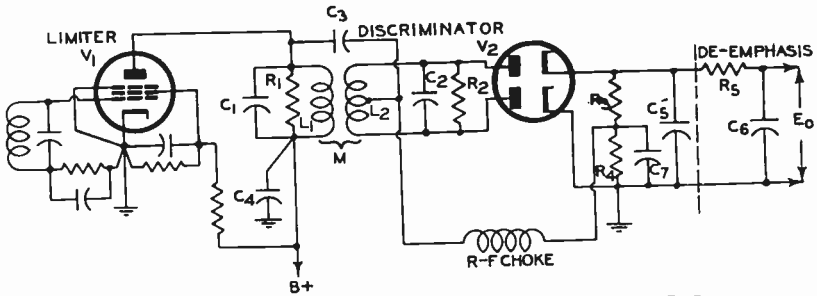 C3
LIMITER
V1
DISCRIMINATOR
V2
DE-EMPHASIS
R1
C1
L1
M
L2
C2
R2
R3
C5
R5
C6
E0
C4
R4
C7
R-F CHOKE
B+